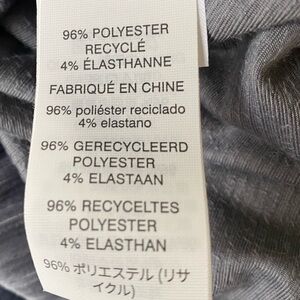 96% POLYESTER
RECYCLÉ
4% ÉLASTHANNE
FABRIQUÉ EN CHINE
96% poliéster reciclado
4% elastano
96% GERECYCLEERD
POLYESTER
4% ELASTAAN
96% RECYCELTES
POLYESTER
4% ELASTHAN
96% ポリエステル (リサ
イクル)